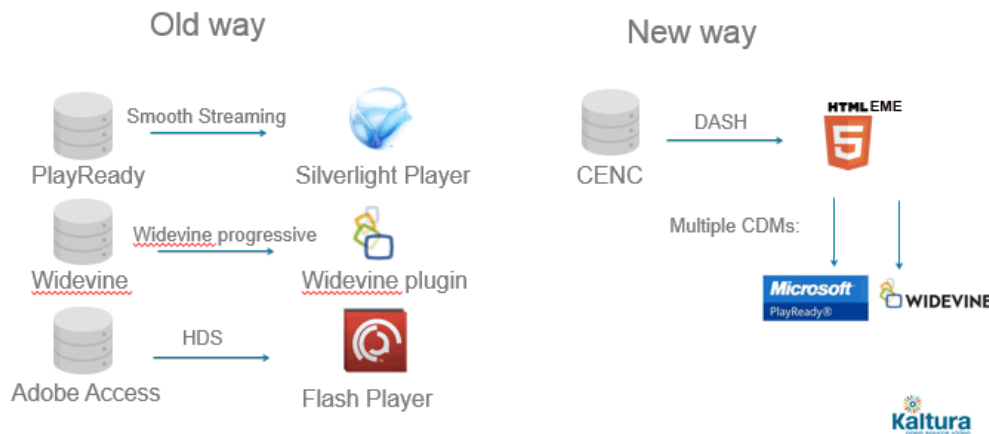 Old way
PlayReady
Smooth Streaming
Silverlight Player
Widevine
Widevine progressive
Widevine plugin
Adobe Access
HDS
Flash Player
New way
CENC
DASH
HTML EME
5
Multiple CDMs:
Microsoft
PlayReady®
WIDEVINE
Kaltura